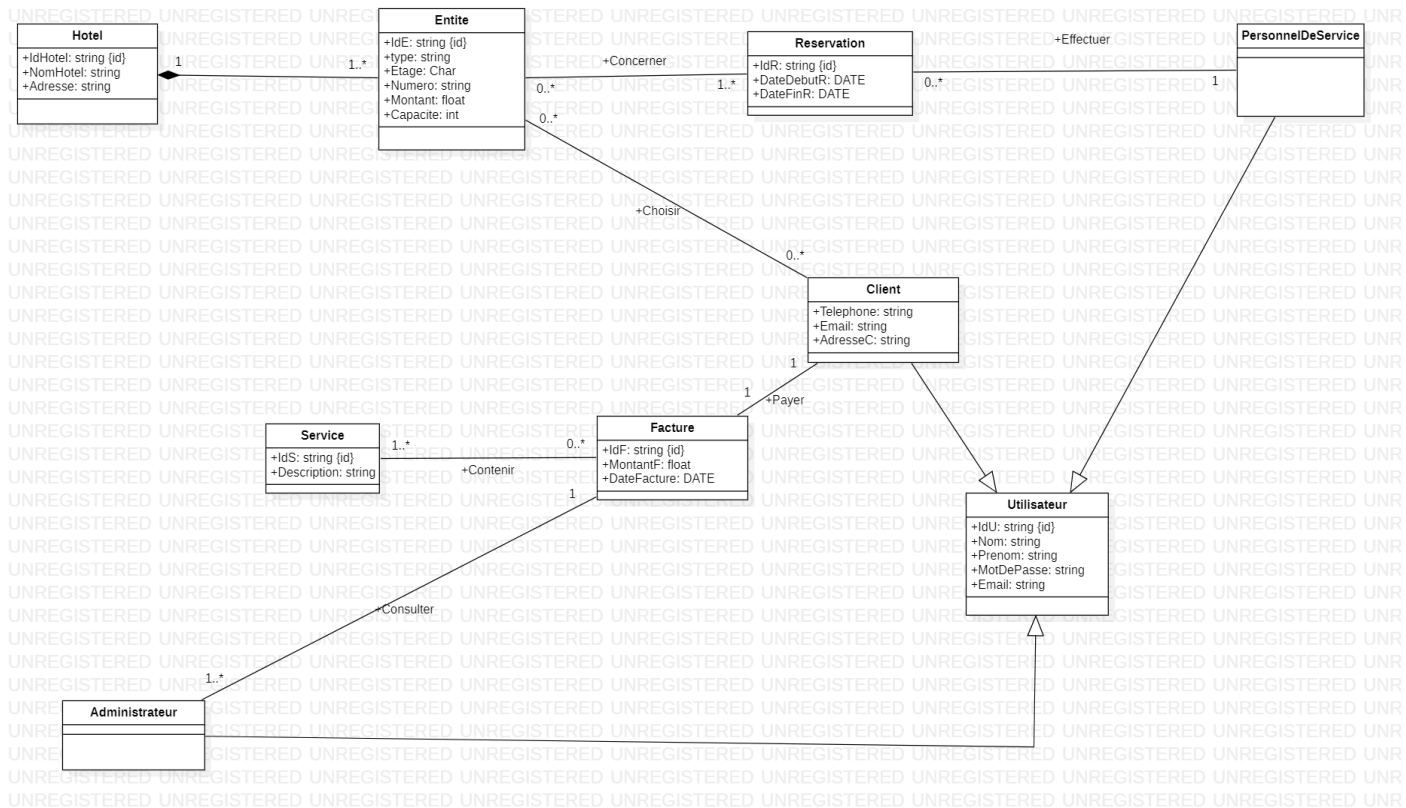 Hotel
+IdHotel: string {id}
+NomHotel: string
+Adresse: string
1
1..*
Entite
+IdE: string {id}
+type: string
+Etage: Char
+Numero: string
+Montant: float
+Capacite: int
+Concerner
0..*
1..*
Reservation
+IdR: string {id}
+DateDebutR: DATE
+DateFinR: DATE
+Effectuer
0..*
1
PersonnelDeService
0..*
+Choisir
0..*
Client
+Telephone: string
+Email: string
+AdresseC: string
1
1
+Payer
Service
+IdS: string {id}
+Description: string
1..*
0..*
+Contenir
Facture
+IdF: string {id}
+MontantF: float
+DateFacture: DATE
1
+Consulter
1..*
Utilisateur
+IdU: string {id}
+Nom: string
+Prenom: string
+MotDePasse: string
+Email: string
Administrateur
UNREGISTERED